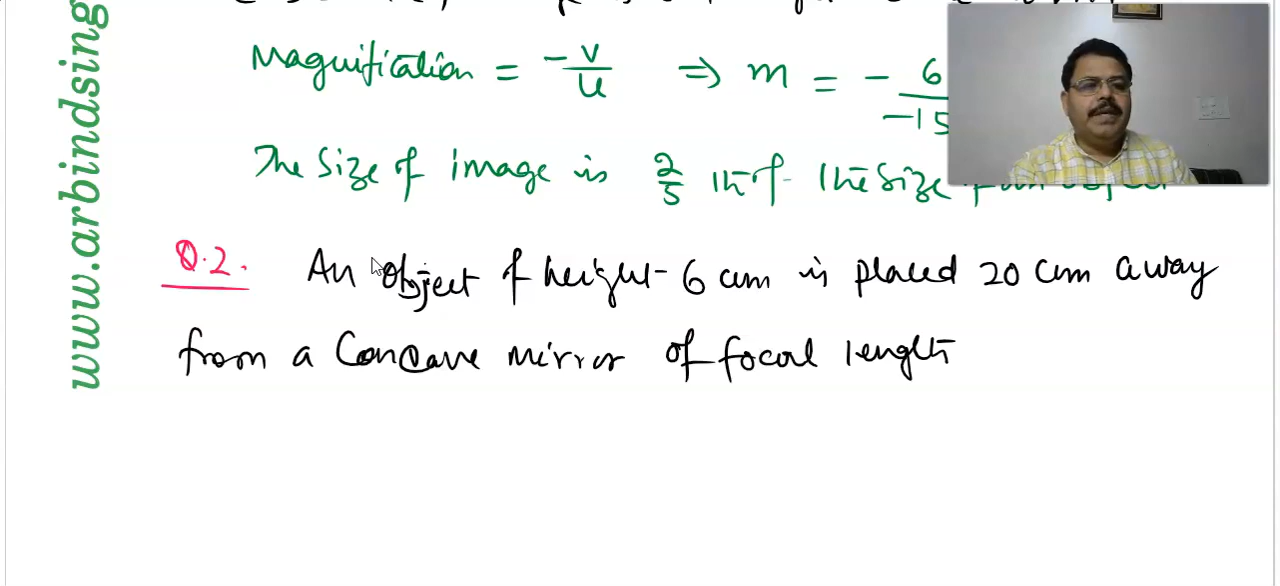 www.arbindsing
Magnification = -v/u ⇒ m = - 6/-15
The Size of image is 2/5 th of the Size
Q.2. An object of height 6 cm is placed 20 cm away
from a Concave mirror of focal length